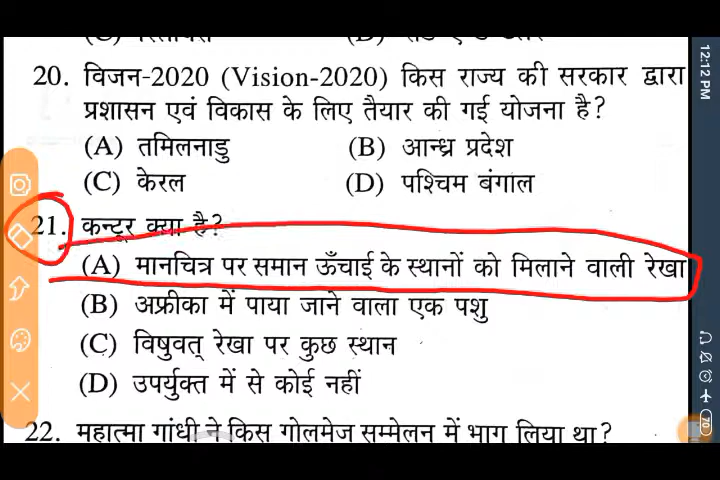 20. विजन-2020 (Vision-2020) किस राज्य की सरकार द्वारा
प्रशासन एवं विकास के लिए तैयार की गई योजना है?
(A) तमिलनाडु (B) आन्ध्र प्रदेश
(C) केरल (D) पश्चिम बंगाल
21. कन्टूर क्या है?
(A) मानचित्र पर समान ऊँचाई के स्थानों को मिलाने वाली रेखा
(B) अफ्रीका में पाया जाने वाला एक पशु
(C) विषुवत् रेखा पर कुछ स्थान
(D) उपर्युक्त में से कोई नहीं
22. महात्मा गांधी ने किस गोलमेज सम्मेलन में भाग लिया था?
12:12 PM
70